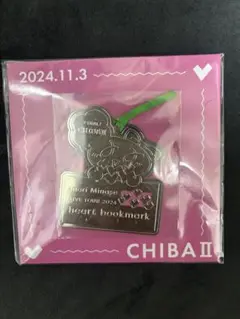 2024.11.3
Inori Minase
LIVE TOUR 2024
heart bookmark
CHIBA II